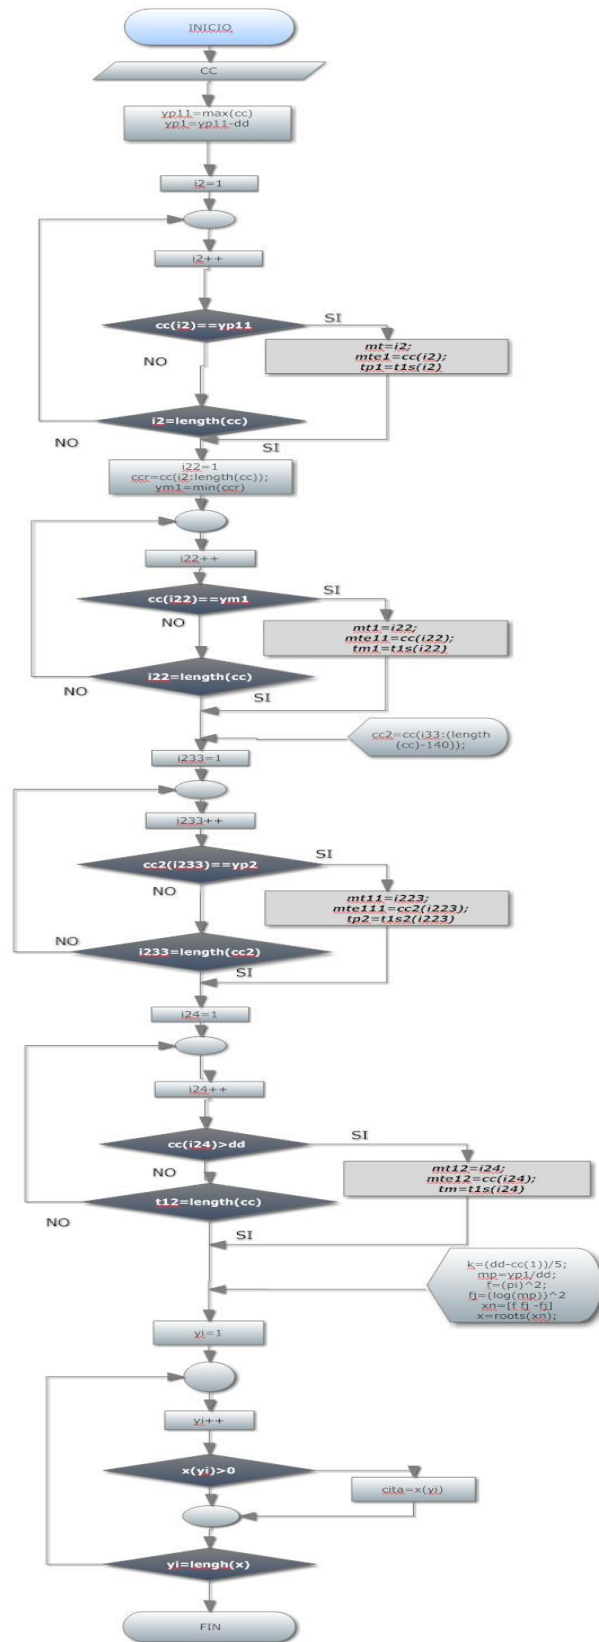 INICIO
CC
yp11=max(cc)
yp1=yp11-dd
i2=1
i2++
cc(i2)==yp11
SI
mt=i2;
mte1=cc(i2);
tp1=t1s(i2)
NO
i2=length(cc)
NO
SI
i22=1
ccr=cc(i2:length(cc));
ym1=min(ccr)
i22++
cc(i22)==ym1
SI
mt1=i22;
mte11=cc(i22);
tm1=t1s(i22)
NO
i22=length(cc)
NO
SI
cc2=cc(i33:(length
(cc)-140));
i233=1
i233++
cc2(i233)==yp2
SI
mt11=i223;
mte111=cc2(i223);
tp2=t1s2(i223)
NO
i233=length(cc2)
NO
SI
i24=1
i24++
cc(i24)>dd
SI
mt12=i24;
mte12=cc(i24);
tm=t1s(i24)
NO
t12=length(cc)
NO
SI
k=(dd-cc(1))/5;
mp=yp1/dd;
f=(pi)^2;
fj=(log(mp))^2
xn=[f fj -fj]
x=roots(xn);
yi=1
yi++
x(yi)>0
cita=x(yi)
yi=lengh(x)
FIN